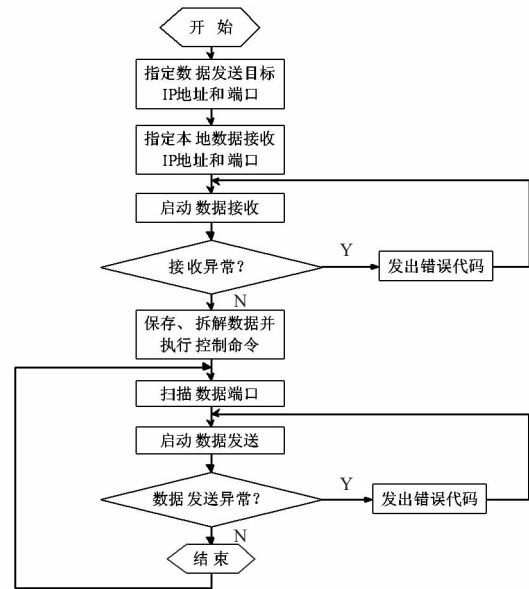 开始
指定数据发送目标
IP地址和端口
指定本地数据接收
IP地址和端口
启动数据接收
接收异常？
Y
发出错误代码
N
保存、拆解数据并
执行控制命令
扫描数据端口
启动数据发送
数据发送异常？
Y
发出错误代码
N
结束